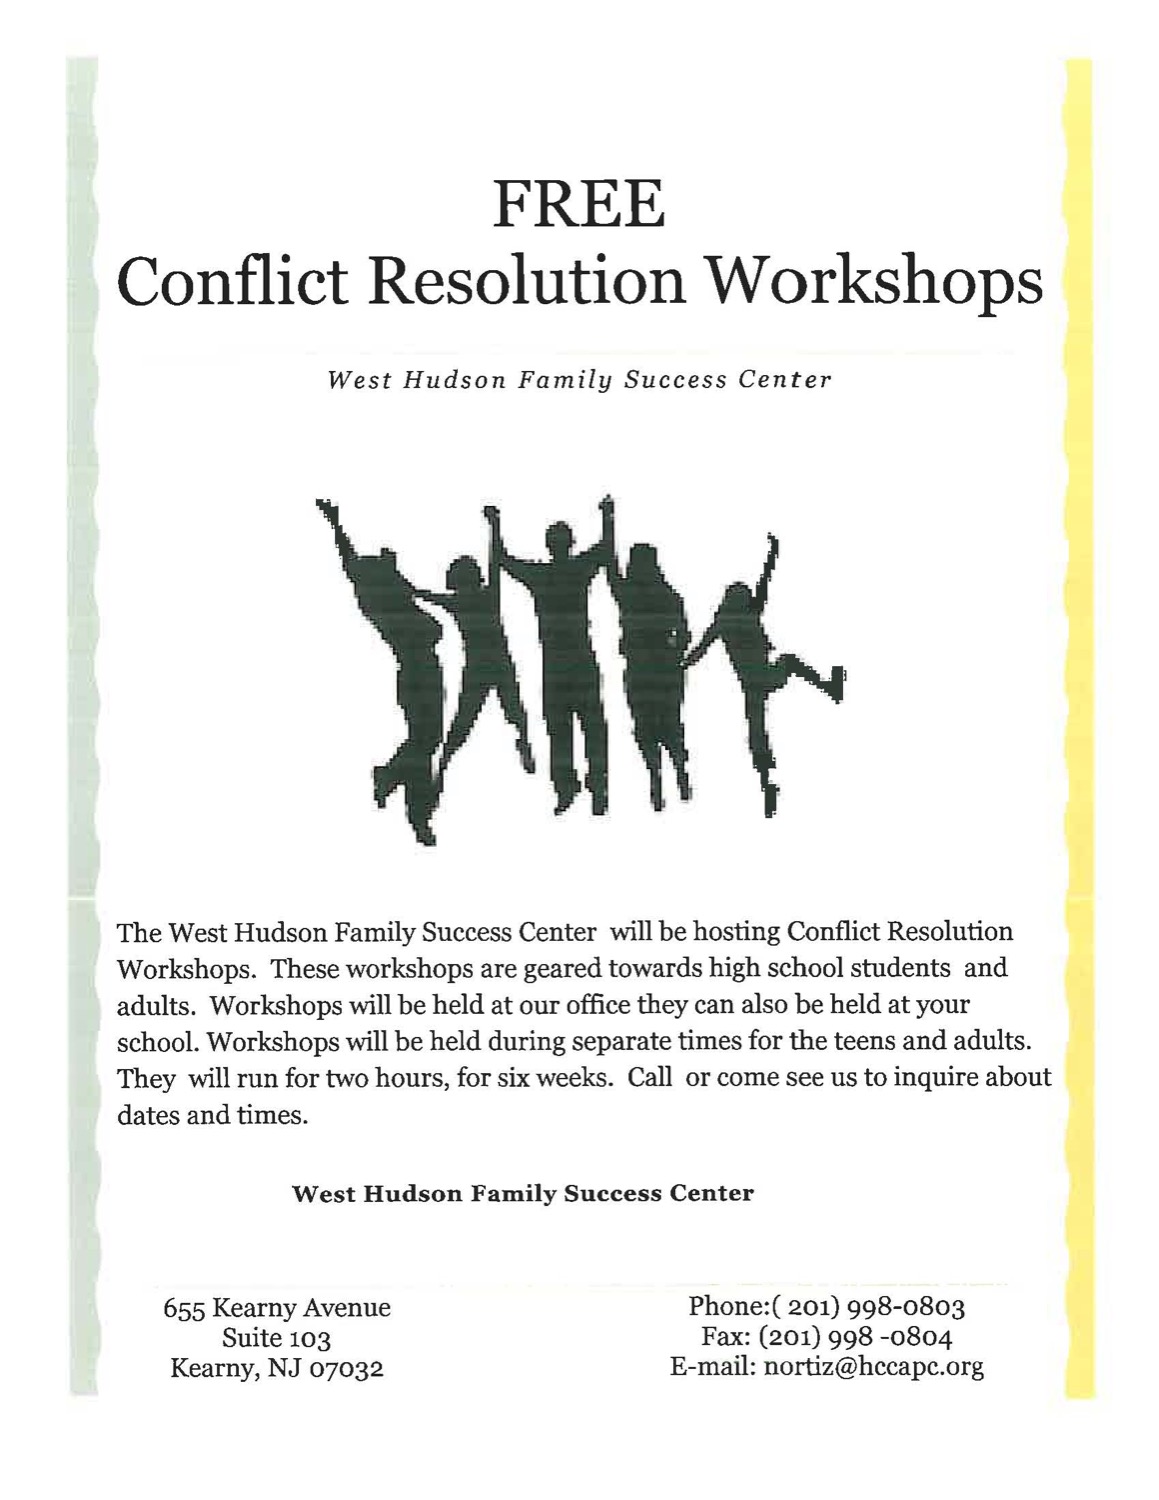 FREE
Conflict Resolution Workshops
West Hudson Family Success Center
The West Hudson Family Success Center will be hosting Conflict Resolution
Workshops. These workshops are geared towards high school students and
adults. Workshops will be held at our office they can also be held at your
school. Workshops will be held during separate times for the teens and adults.
They will run for two hours, for six weeks. Call or come see us to inquire about
dates and times.
West Hudson Family Success Center
655 Kearny Avenue
Suite 103
Kearny, NJ 07032
Phone:( 201) 998-0803
Fax: (201) 998 -0804
E-mail: nortiz@hccapc.org